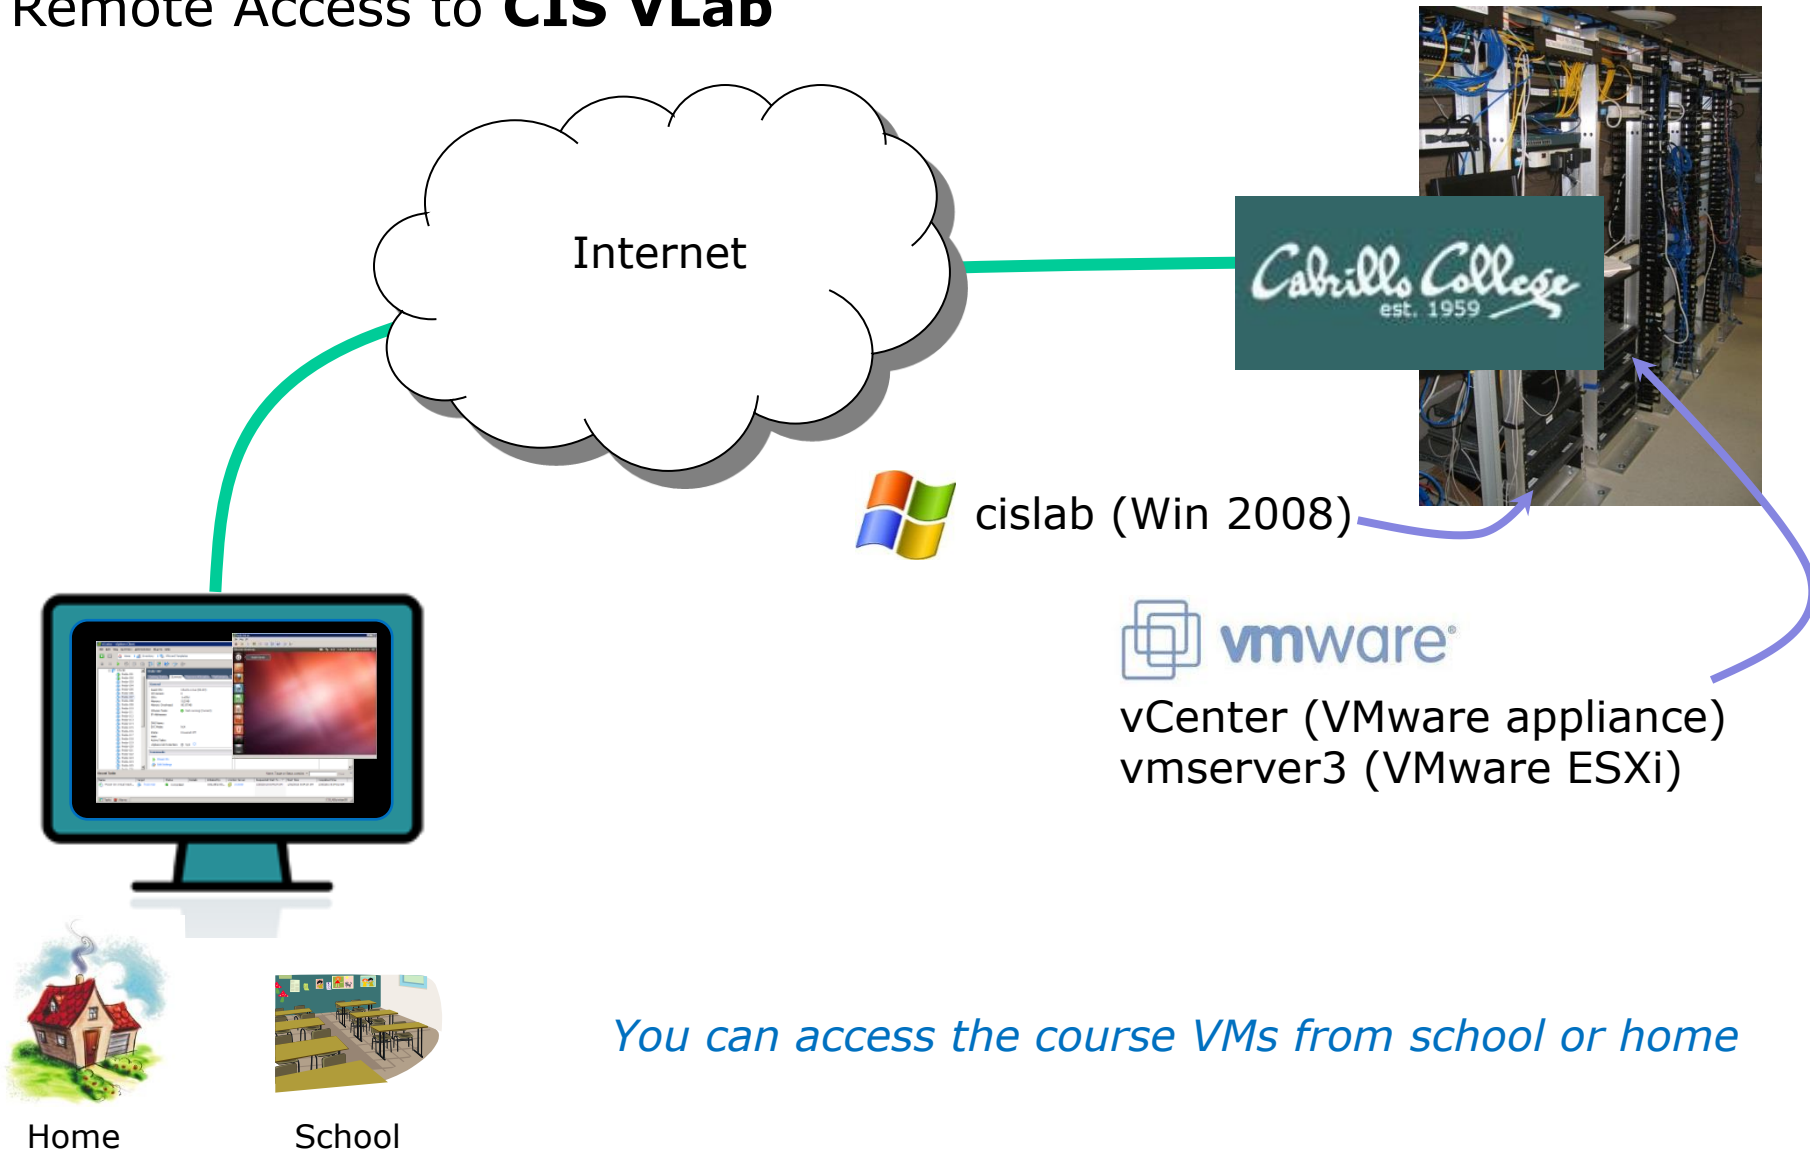 Remote Access to CIS VLab
Internet
Cabrillo College
est. 1959
cislab (Win 2008)
vmware®
vCenter (VMware appliance)
vmserver3 (VMware ESXi)
You can access the course VMs from school or home
Home
School